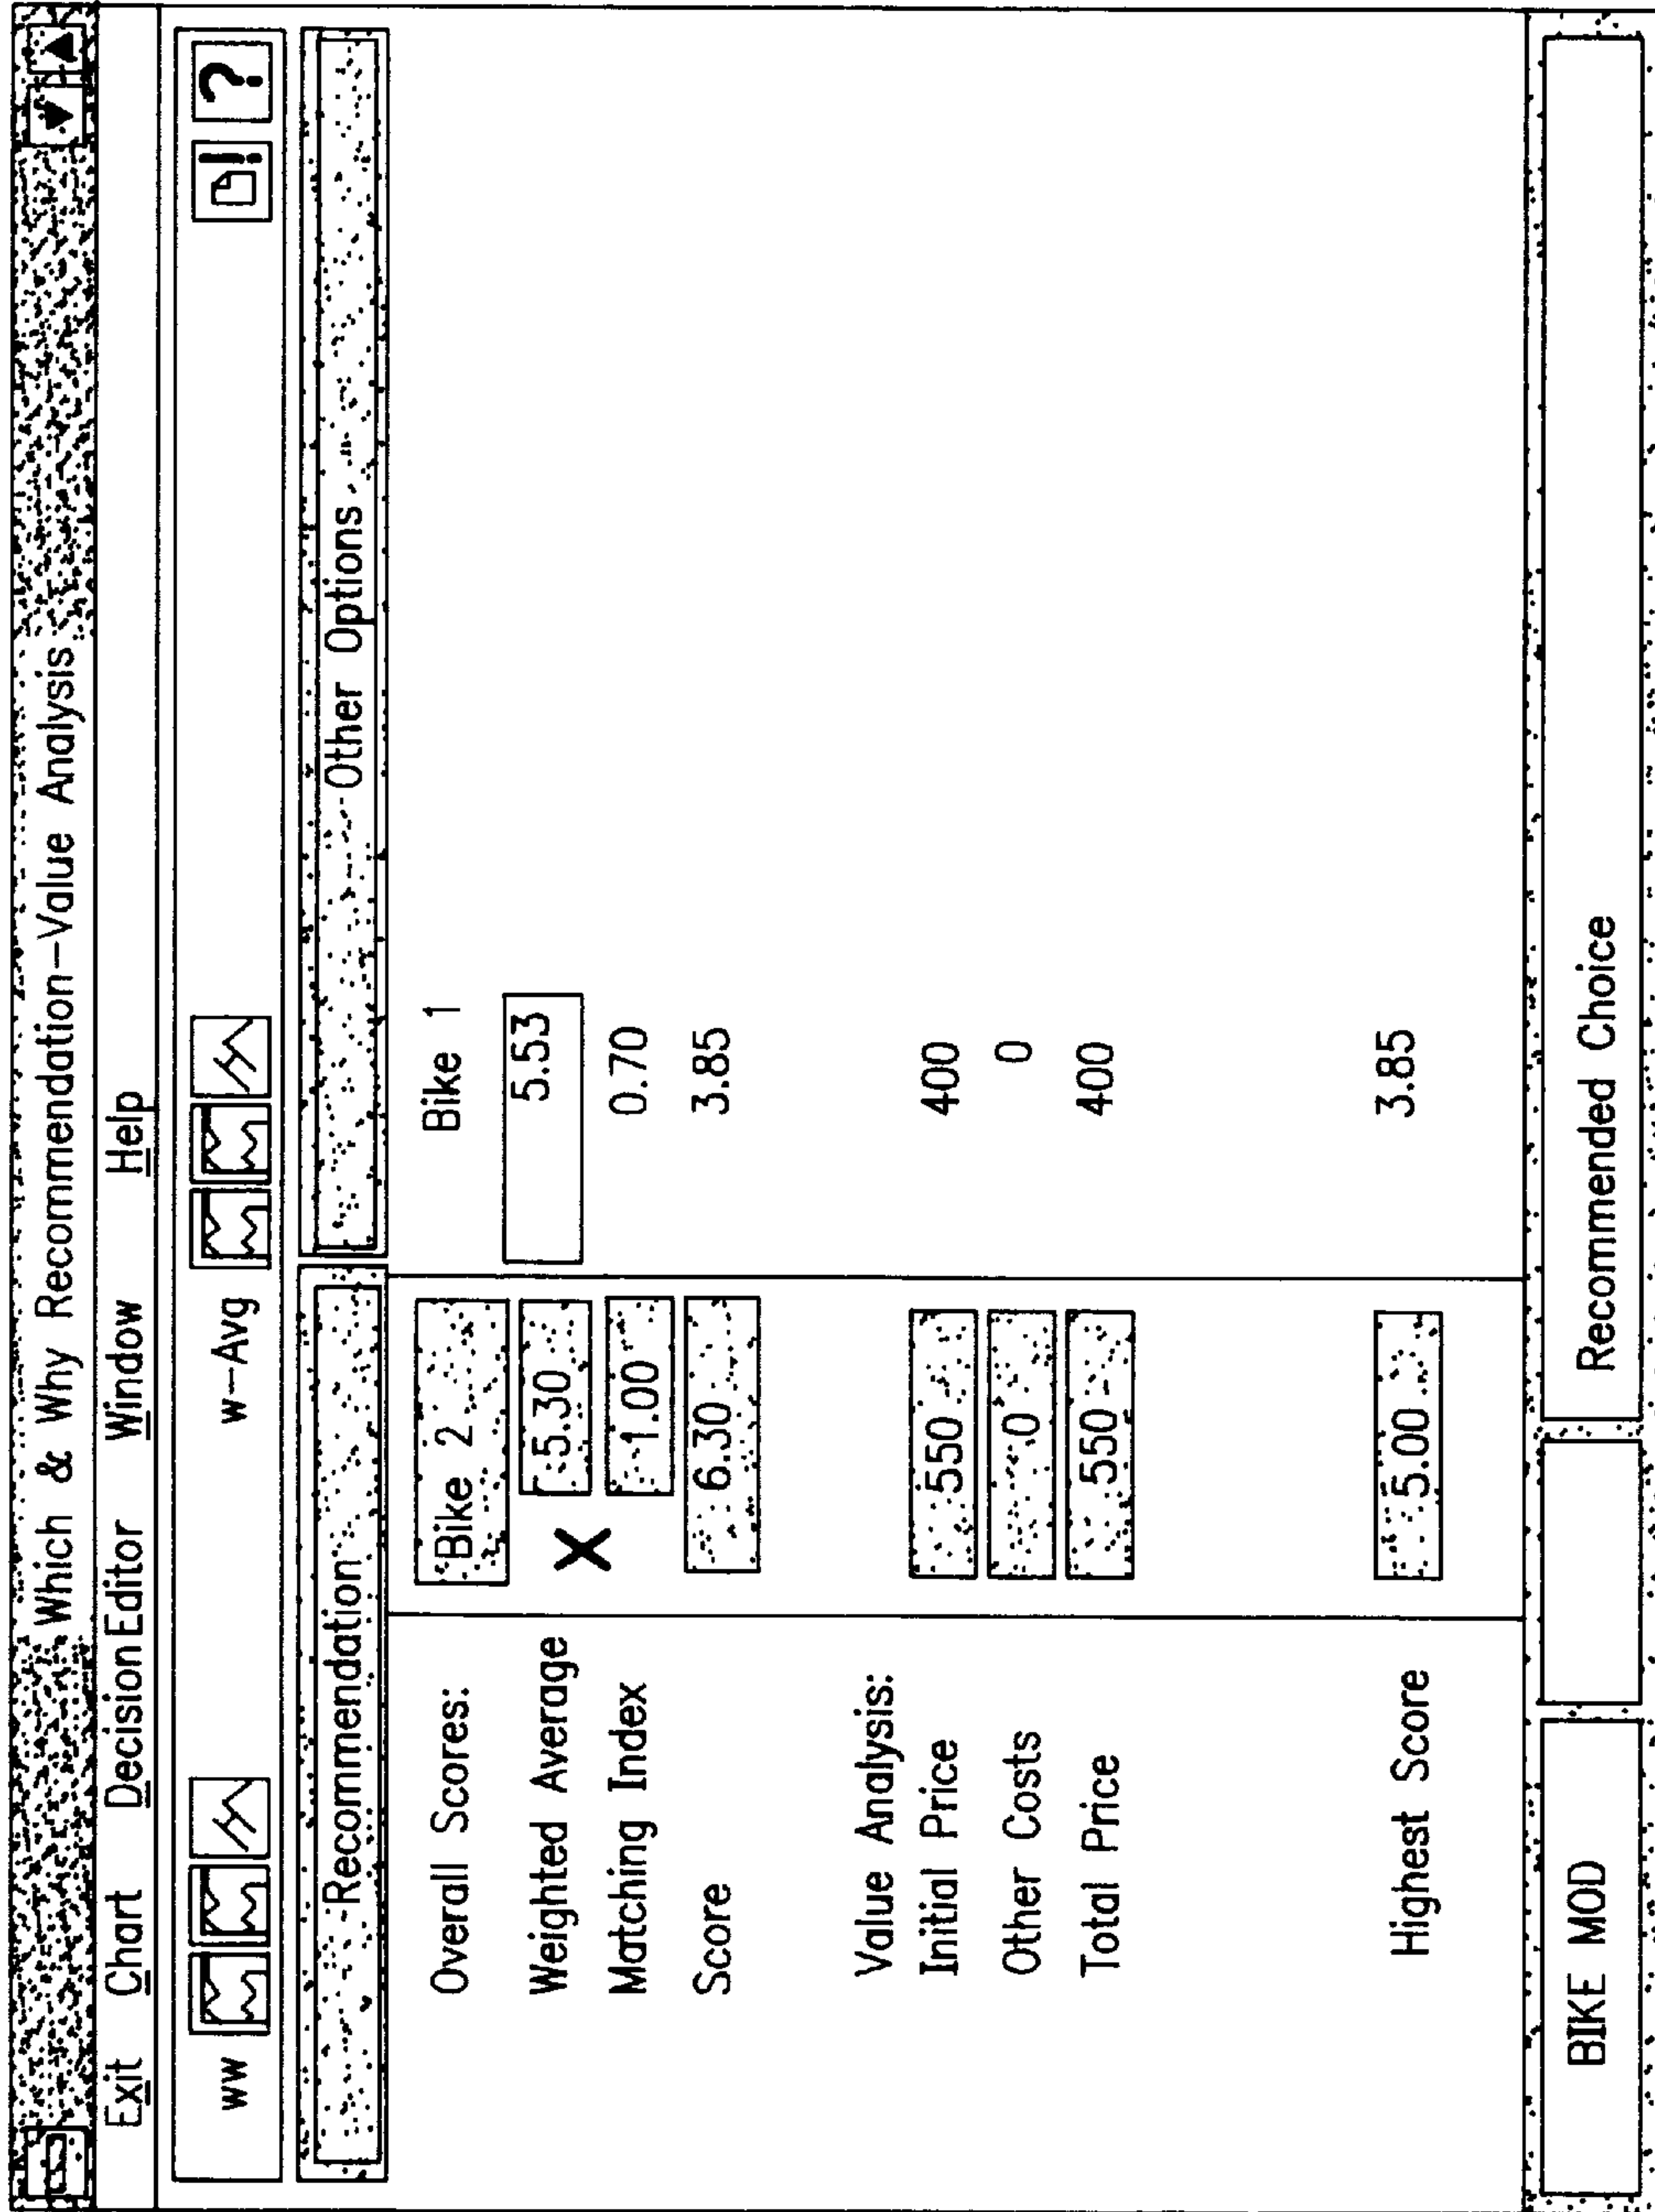 Which & Why Recommendation-Value Analysis
Exit Chart Decision Editor Window Help
ww w-Avg ?
Recommendation Other Options
Overall Scores: Bike 2 Bike 1
Weighted Average X 5.30 5.53
Matching Index 1.00 0.70
Score 6.30 3.85
Value Analysis:
Initial Price 550 400
Other Costs 0 0
Total Price 550 400
Highest Score 5.00 3.85
BIKE MOD Recommended Choice